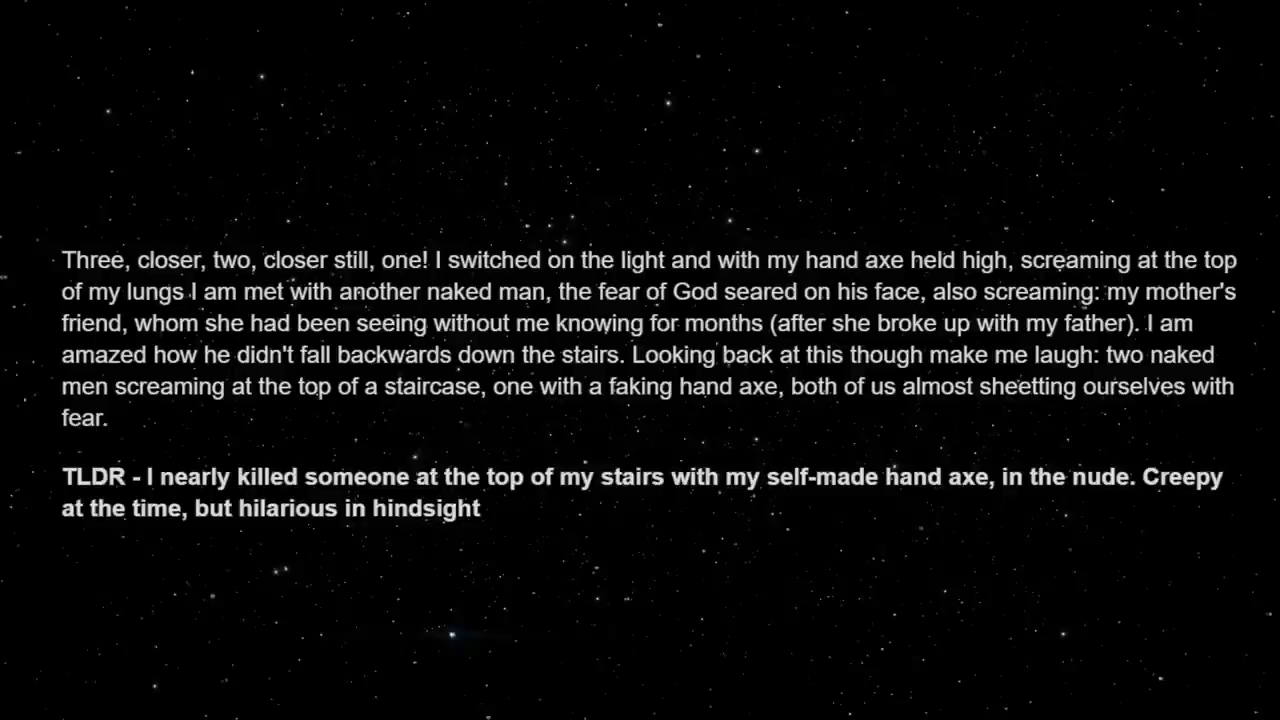 Three, closer, two, closer still, one! I switched on the light and with my hand axe held high, screaming at the top
of my lungs I am met with another naked man, the fear of God seared on his face, also screaming: my mother's
friend, whom she had been seeing without me knowing for months (after she broke up with my father). I am
amazed how he didn't fall backwards down the stairs. Looking back at this though make me laugh: two naked
men screaming at the top of a staircase, one with a faking hand axe, both of us almost sheetting ourselves with
fear.
TLDR - I nearly killed someone at the top of my stairs with my self-made hand axe, in the nude. Creepy
at the time, but hilarious in hindsight